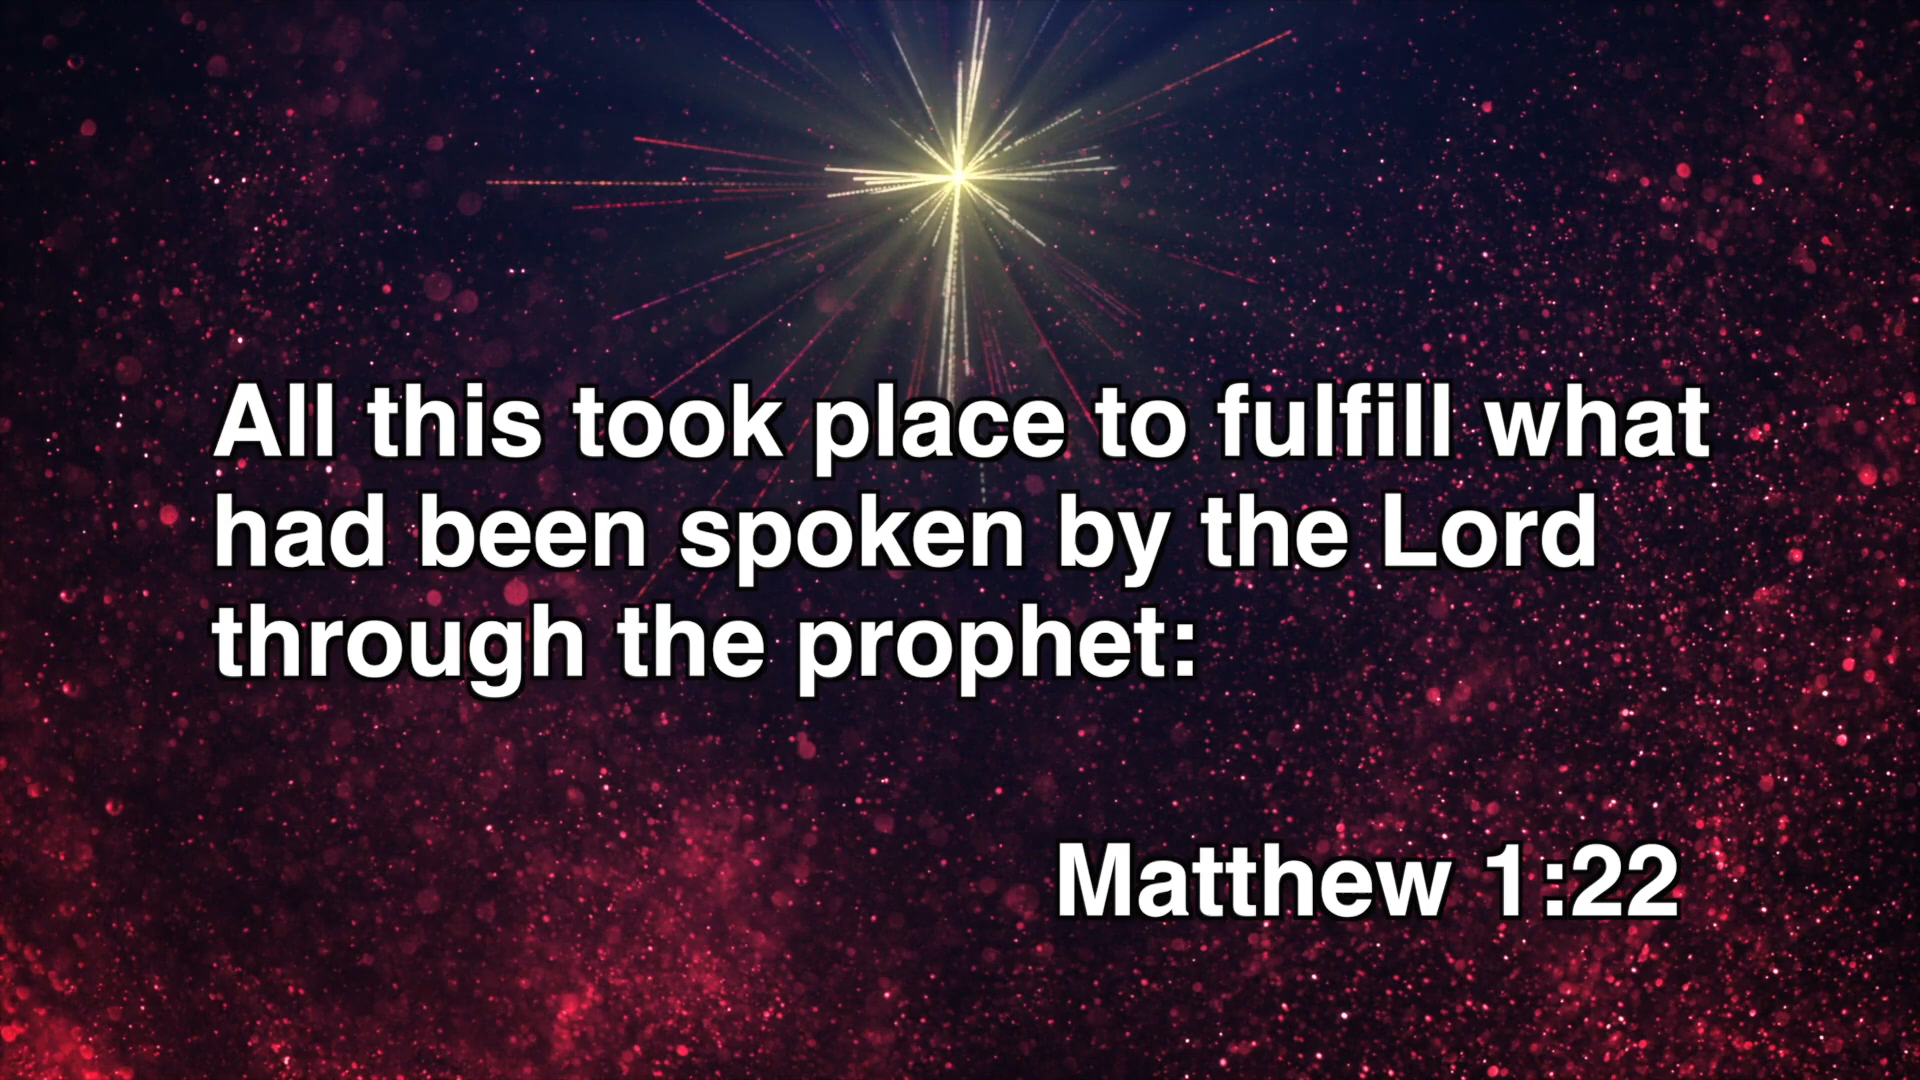 All this took place to fulfill what
had been spoken by the Lord
through the prophet:
Matthew 1:22